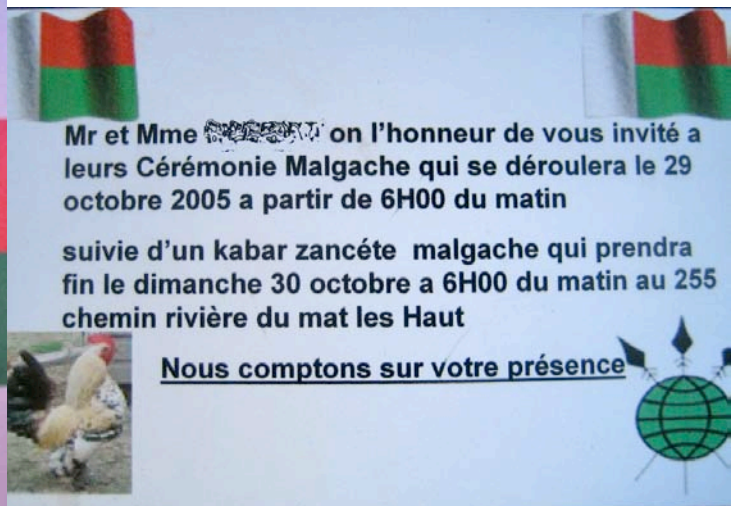 Mr et Mme on l'honneur de vous invité a
leurs Cérémonie Malgache qui se déroulera le 29
octobre 2005 a partir de 6H00 du matin
suivie d'un kabar zancéte malgache qui prendra
fin le dimanche 30 octobre a 6H00 du matin au 255
chemin rivière du mat les Haut
Nous comptons sur votre présence